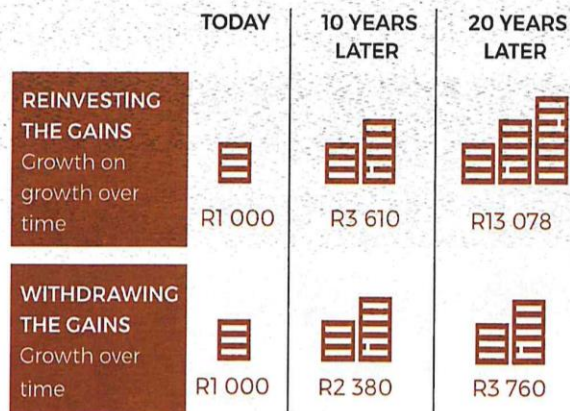 TODAY
10 YEARS
LATER
20 YEARS
LATER
REINVESTING
THE GAINS
Growth on
growth over
time
R1 000
R3 610
R13 078
WITHDRAWING
THE GAINS
Growth over
time
R1 000
R2 380
R3 760